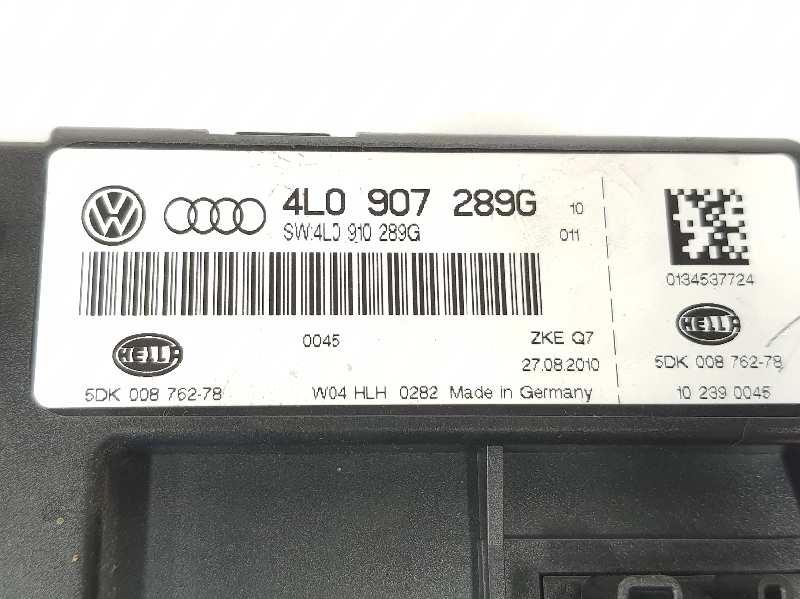 4L0 907 289G 10
SW:4L0 910 289G 011
0045 ZKE Q7
27.08.2010
HELLA
5DK 008 762-78 W04 HLH 0282 Made in Germany
0134537724
HELLA
5DK 008 762-78
10 239 0045